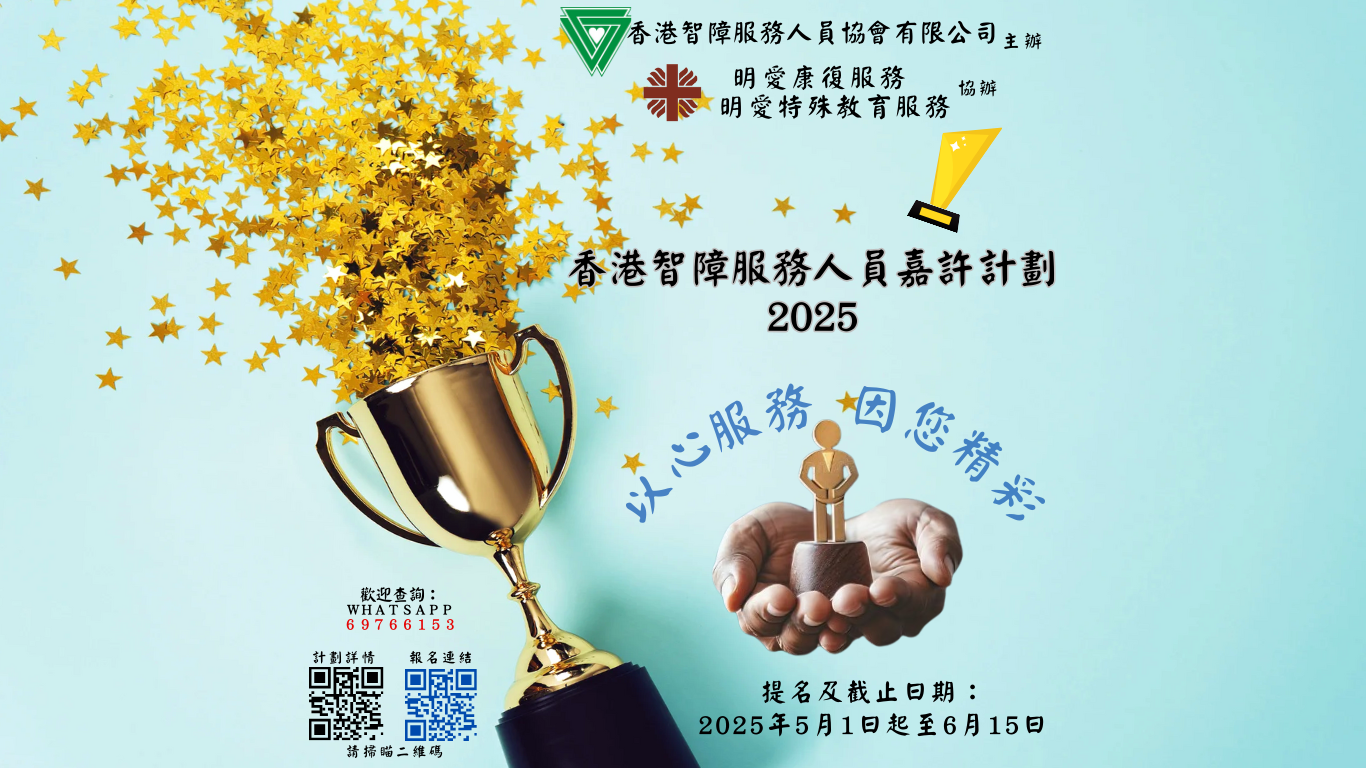 香港智障服務人員協會有限公司 主辦
明愛康復服務
明愛特殊教育服務
協辦
香港智障服務人員嘉許計劃
2025
以心服務 因您精彩
歡迎查詢：
WHATSAPP
69766153
計劃詳情 報名連結
請掃瞄二維碼
提名及截止日期：
2025年5月1日起至6月15日